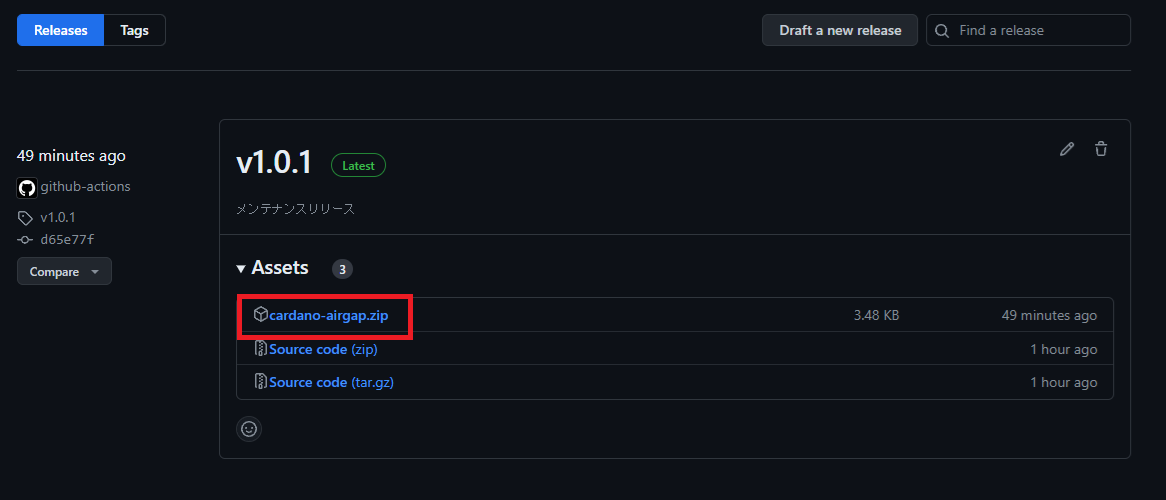 Releases Tags Draft a new release Find a release
49 minutes ago
github-actions
v1.0.1
d65e77f
Compare
v1.0.1 Latest
メンテナンスリリース
Assets 3
cardano-airgap.zip 3.48 KB 49 minutes ago
Source code (zip) 1 hour ago
Source code (tar.gz) 1 hour ago